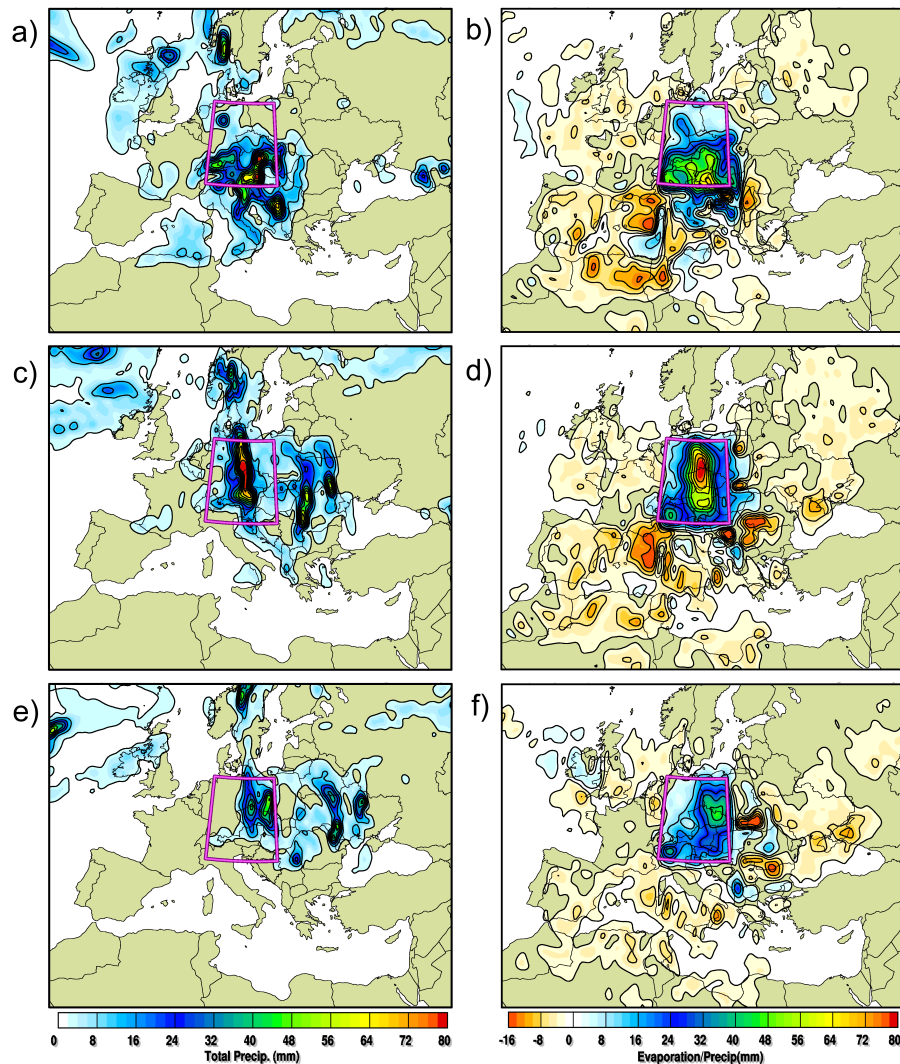 a)
b)
c)
d)
e)
f)
0 8 16 24 32 40 48 56 64 72 80
Total Precip. (mm)
-16 -8 0 8 16 24 32 40 48 56 64 72 80
Evaporation/Precip(mm)